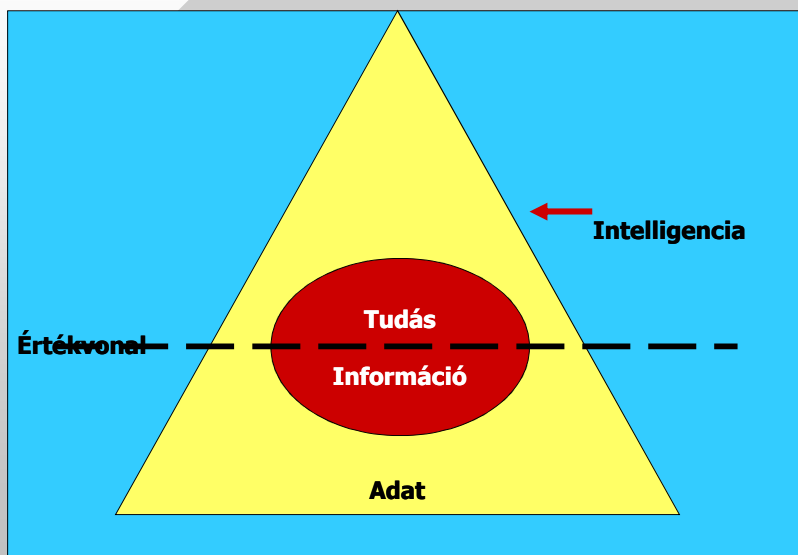 Intelligencia
Tudás
Értékvonal
Információ
Adat